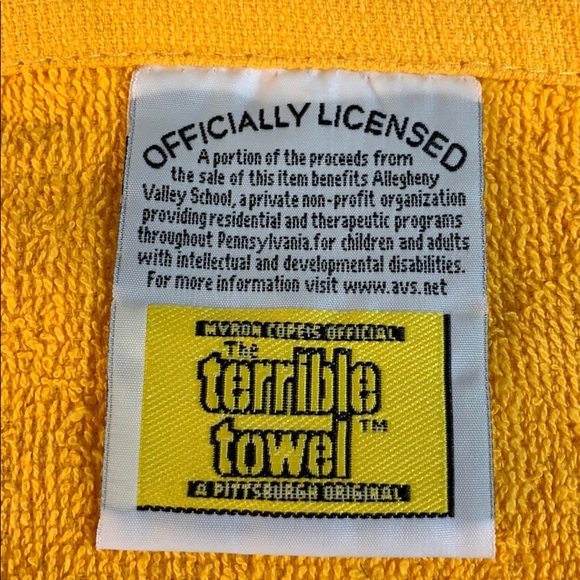 OFFICIALLY LICENSED
A portion of the proceeds from
the sale of this item benefits Allegheny
Valley School, a private non-profit organization
providing residential and therapeutic programs
throughout Pennsylvania, for children and adults
with intellectual and developmental disabilities.
For more information visit www.avs.net
MYRON COPE'S OFFICIAL
The
terrible
towel™
A PITTSBURGH ORIGINAL